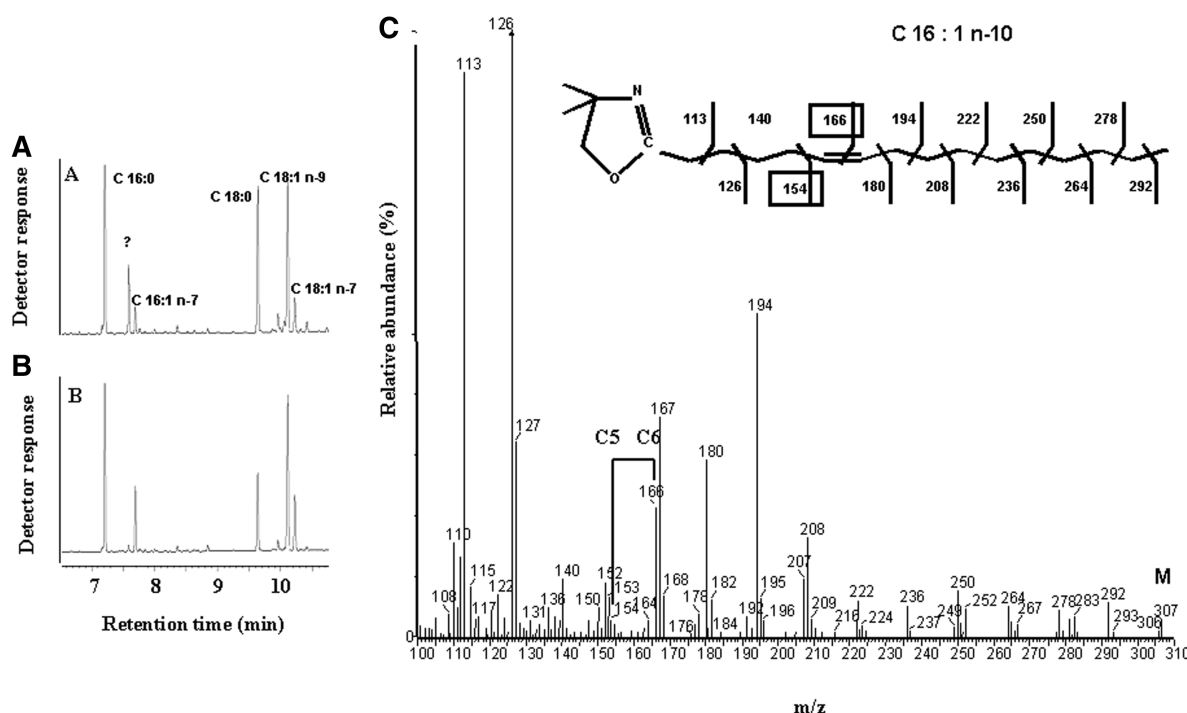 A
Detector response
A
C 16:0
?
C 16:1 n-7
C 18:0
C 18:1 n-9
C 18:1 n-7
B
Detector response
B
7 8 9 10
Retention time (min)
C
C 16 : 1 n-10
N
C
O
113 140 166 194 222 250 278
126 154 180 208 236 264 292
Relative abundance (%)
0
C5 C6
M
108
110
113
115
117
122
126
127
131
136
140
150
152
153
154
164
166
167
168
176
178
180
182
184
192
194
195
196
207
208
209
216
222
224
236
237
249
250
252
264
267
278
283
292
293
306
307
100 110 120 130 140 150 160 170 180 190 200 210 220 230 240 250 260 270 280 290 300 310
m/z